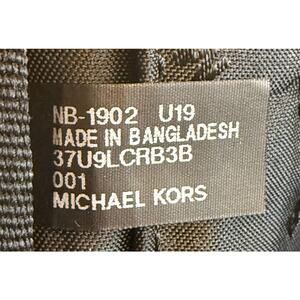 NB-1902 U19
MADE IN BANGLADESH
37U9LCRB3B
001
MICHAEL KORS